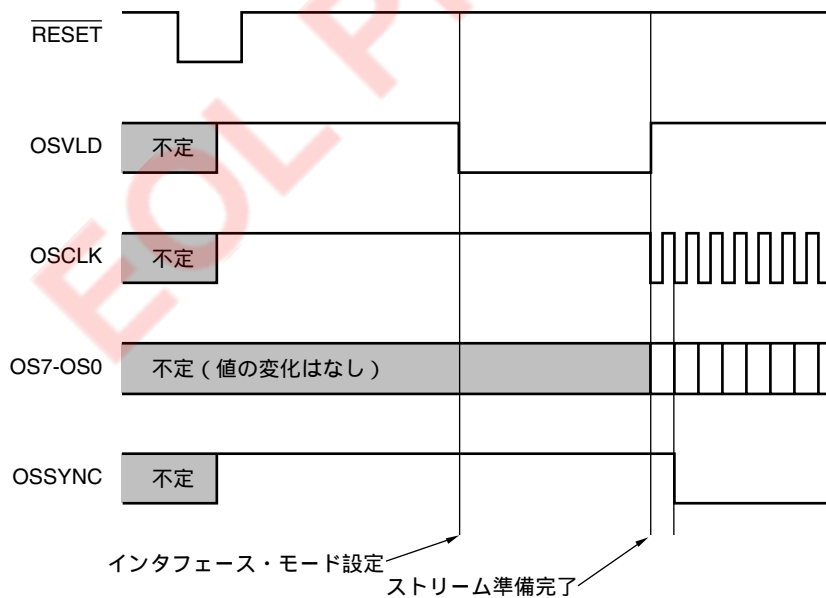 RESET
OSVLD 不定
OSCLK 不定
OS7-OS0 不定（値の変化はなし）
OSSYNC 不定
インタフェース・モード設定
ストリーム準備完了
EOL P